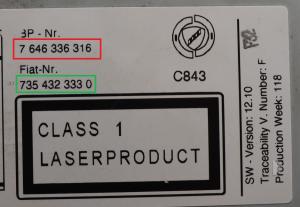 BP - Nr.
7 646 336 316
Fiat-Nr.
735 432 333 0
C843
CLASS 1
LASERPRODUCT
SW - Version: 12.10
Traceability V. Number: F
Production Week: 118